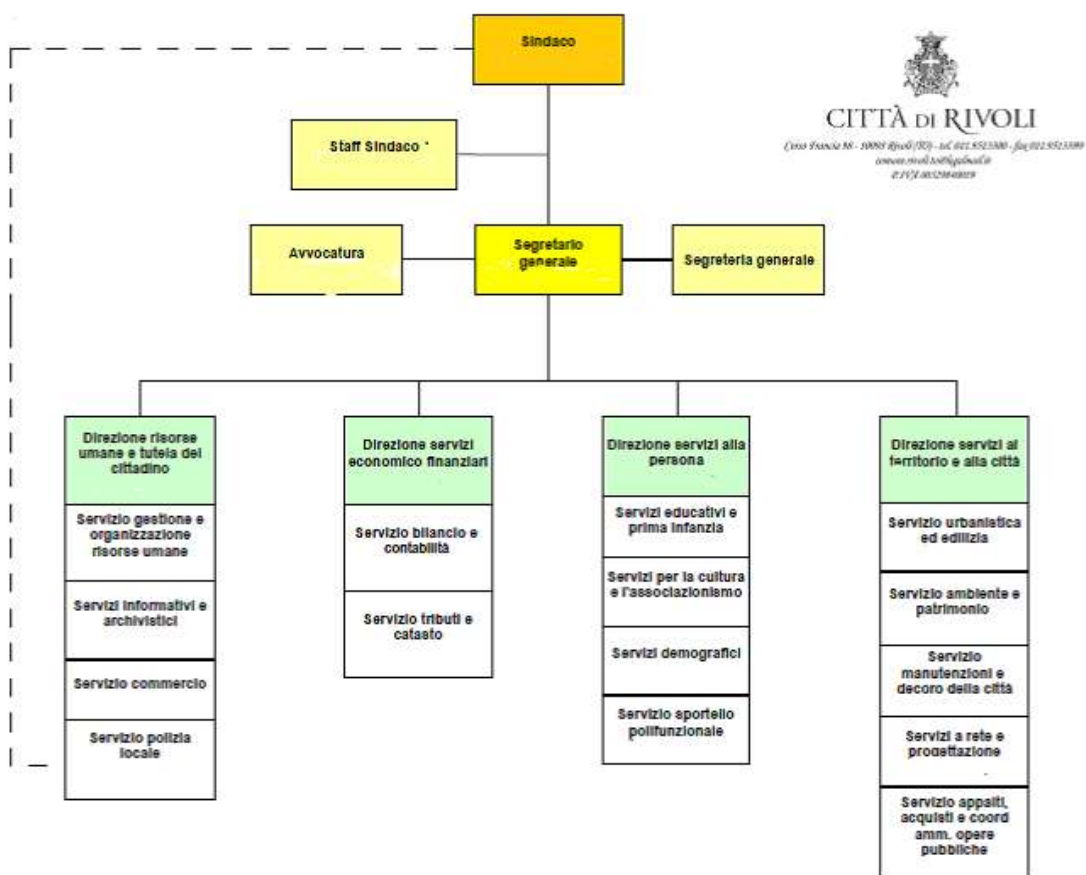 Sindaco
CITTÀ DI RIVOLI
Staff Sindaco *
Avvocatura
Segretario
generale
Segreteria generale
Direzione risorse
umane e tutela del
cittadino
Servizio gestione e
organizzazione
risorse umane
Servizi informativi e
archivistici
Servizio commercio
Servizio polizia
locale
Direzione servizi
economico finanziari
Servizio bilancio e
contabilità
Servizio tributi e
catasto
Direzione servizi alla
persona
Servizi educativi e
prima infanzia
Servizi per la cultura
e l'associazionismo
Servizi demografici
Servizio sportello
polifunzionale
Direzione servizi al
territorio e alla città
Servizio urbanistica
ed edilizia
Servizio ambiente e
patrimonio
Servizio
manutenzioni e
decoro della città
Servizi a rete e
progettazione
Servizio appalti,
acquisti e coord
amm. opere
pubbliche